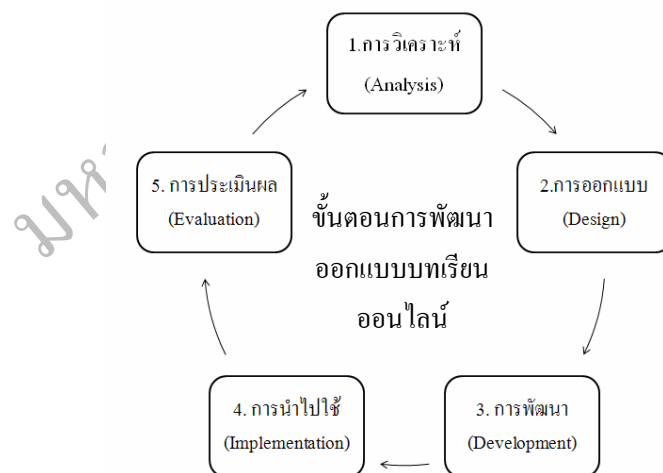 1.การวิเคราะห์
(Analysis)
2.การออกแบบ
(Design)
3. การพัฒนา
(Development)
4. การนำไปใช้
(Implementation)
5. การประเมินผล
(Evaluation)
ขั้นตอนการพัฒนา
ออกแบบบทเรียน
ออนไลน์